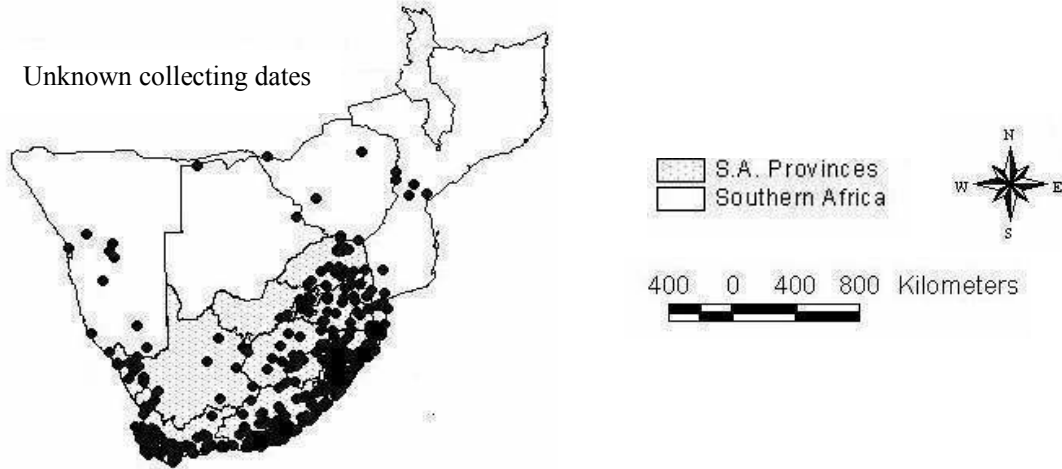 Unknown collecting dates
S.A. Provinces
Southern Africa
N
W E
S
400 0 400 800 Kilometers